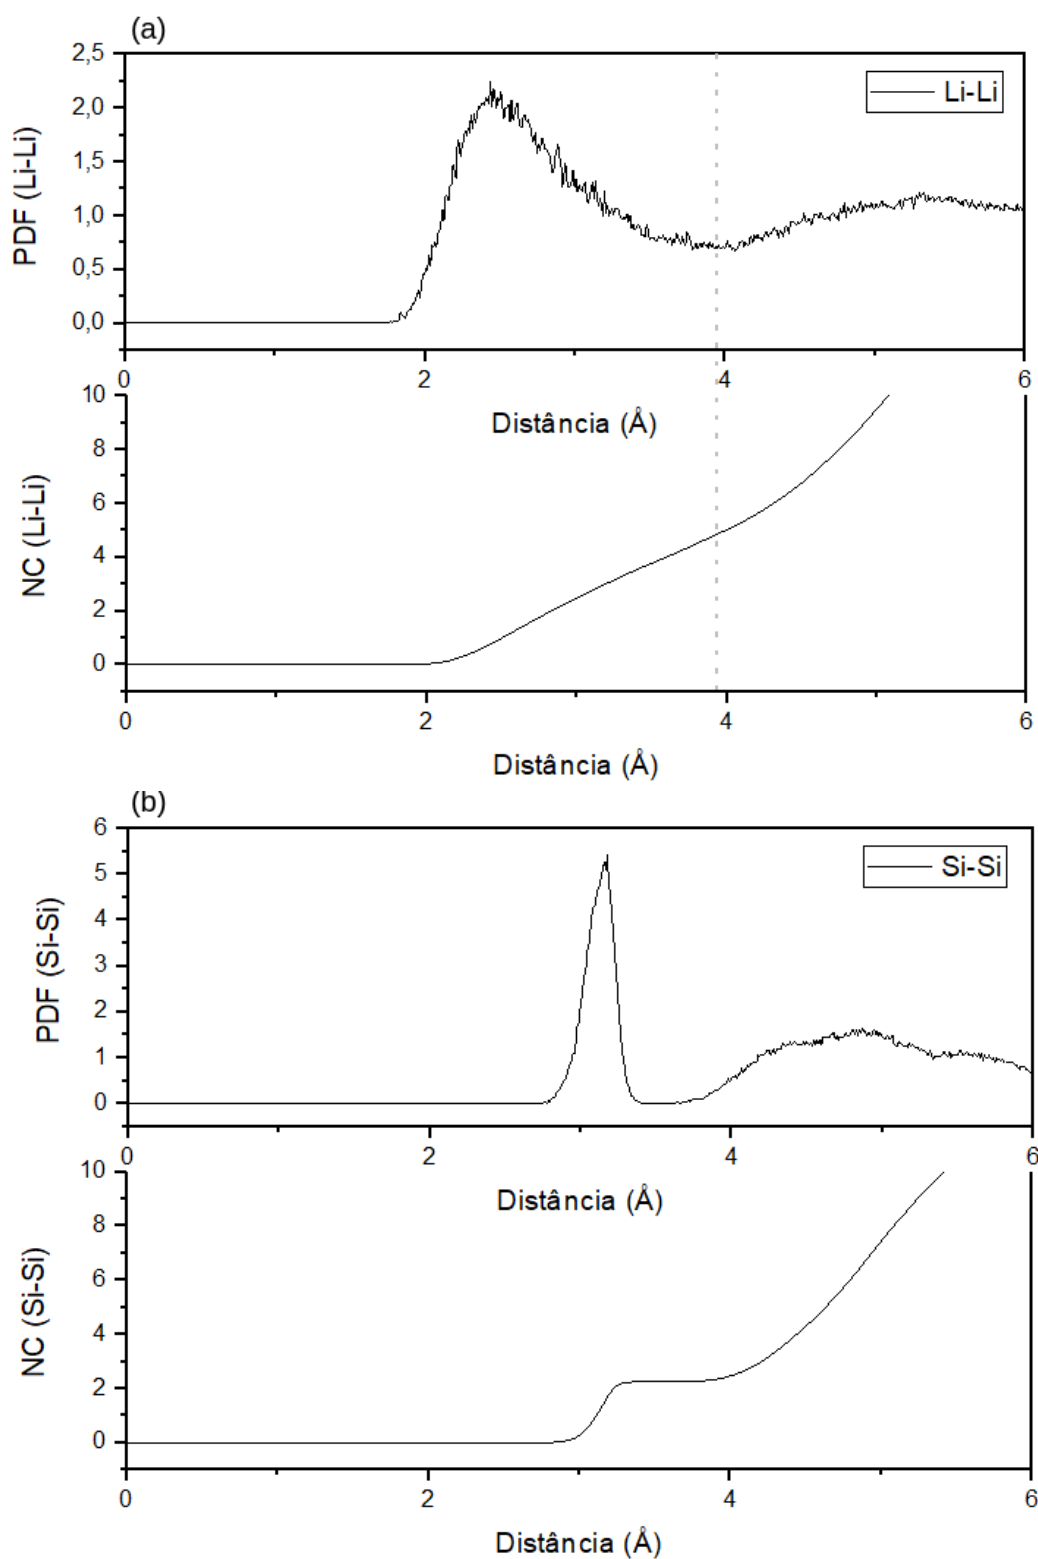 (a)
2,5
2,0
1,5
1,0
0,5
0,0
PDF (Li-Li)
Li-Li
0 2 4 6
Distância (Å)
10
8
6
4
2
0
NC (Li-Li)
0 2 4 6
Distância (Å)
(b)
6
5
4
3
2
1
0
PDF (Si-Si)
Si-Si
0 2 4 6
Distância (Å)
10
8
6
4
2
0
NC (Si-Si)
0 2 4 6
Distância (Å)